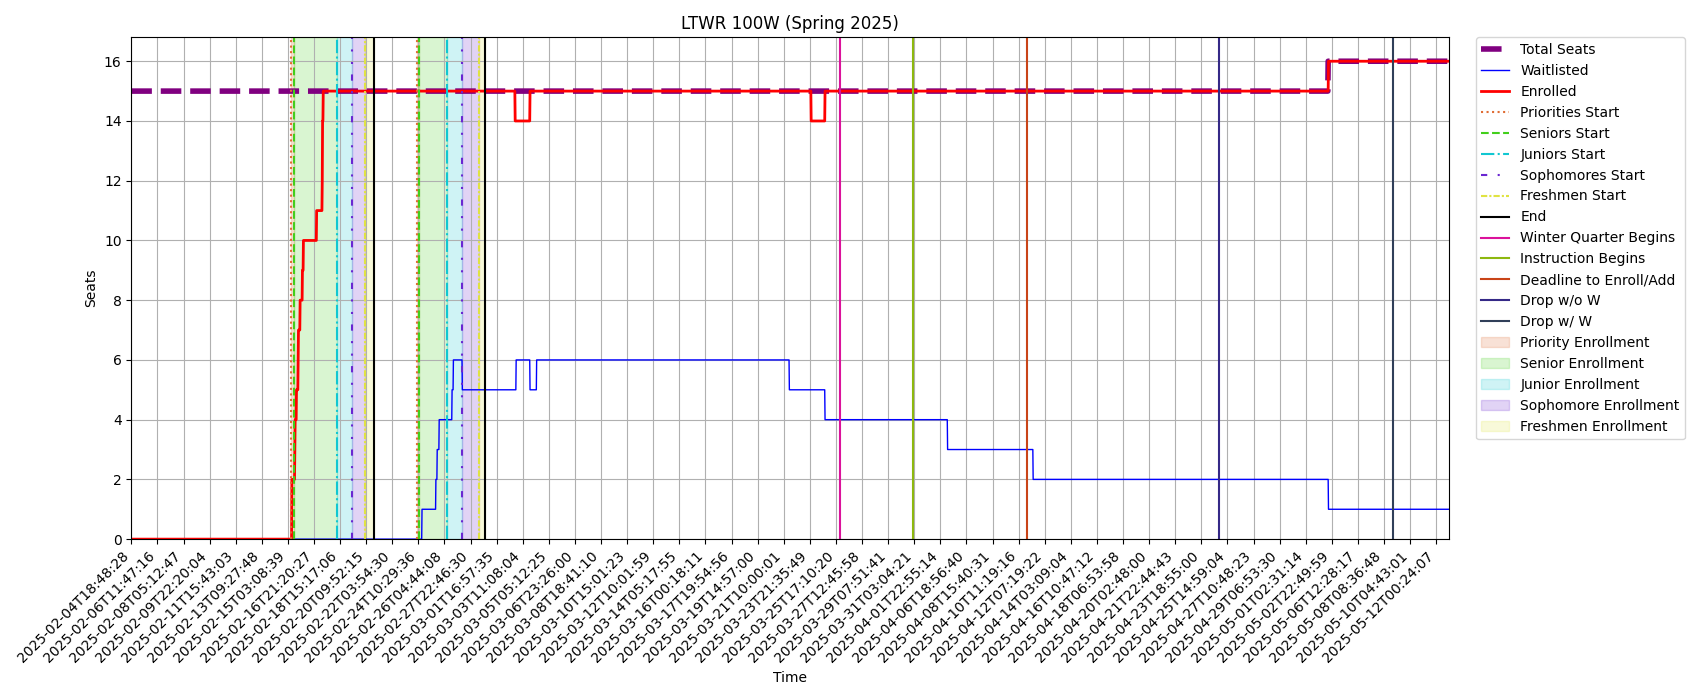 LTWR 100W (Spring 2025)
Seats
16
14
12
10
8
6
4
2
0
2025-02-04T18:48:28
2025-02-06T11:47:16
2025-02-08T05:12:47
2025-02-09T22:20:04
2025-02-11T15:43:03
2025-02-13T09:27:48
2025-02-15T03:08:39
2025-02-16T21:20:27
2025-02-18T15:17:06
2025-02-20T09:52:15
2025-02-22T03:54:30
2025-02-24T10:29:36
2025-02-26T04:44:08
2025-02-27T22:46:30
2025-03-01T16:57:35
2025-03-03T11:08:04
2025-03-05T05:12:25
2025-03-06T23:26:00
2025-03-08T18:41:10
2025-03-10T15:01:23
2025-03-12T10:01:59
2025-03-14T05:17:55
2025-03-16T00:18:11
2025-03-17T19:54:56
2025-03-19T14:57:00
2025-03-21T10:00:01
2025-03-23T21:35:49
2025-03-25T17:10:20
2025-03-27T12:45:58
2025-03-29T07:51:41
2025-03-31T03:04:21
2025-04-01T22:55:14
2025-04-06T18:56:40
2025-04-08T15:40:31
2025-04-10T11:19:16
2025-04-12T07:19:22
2025-04-14T03:09:04
2025-04-16T10:47:12
2025-04-18T06:53:58
2025-04-20T02:48:00
2025-04-21T22:44:43
2025-04-23T18:55:00
2025-04-25T14:59:04
2025-04-27T10:48:23
2025-04-29T06:53:30
2025-05-01T02:31:14
2025-05-02T22:49:59
2025-05-06T12:28:17
2025-05-08T08:36:48
2025-05-10T04:43:01
2025-05-12T00:24:07
Time
Total Seats
Waitlisted
Enrolled
Priorities Start
Seniors Start
Juniors Start
Sophomores Start
Freshmen Start
End
Winter Quarter Begins
Instruction Begins
Deadline to Enroll/Add
Drop w/o W
Drop w/ W
Priority Enrollment
Senior Enrollment
Junior Enrollment
Sophomore Enrollment
Freshmen Enrollment